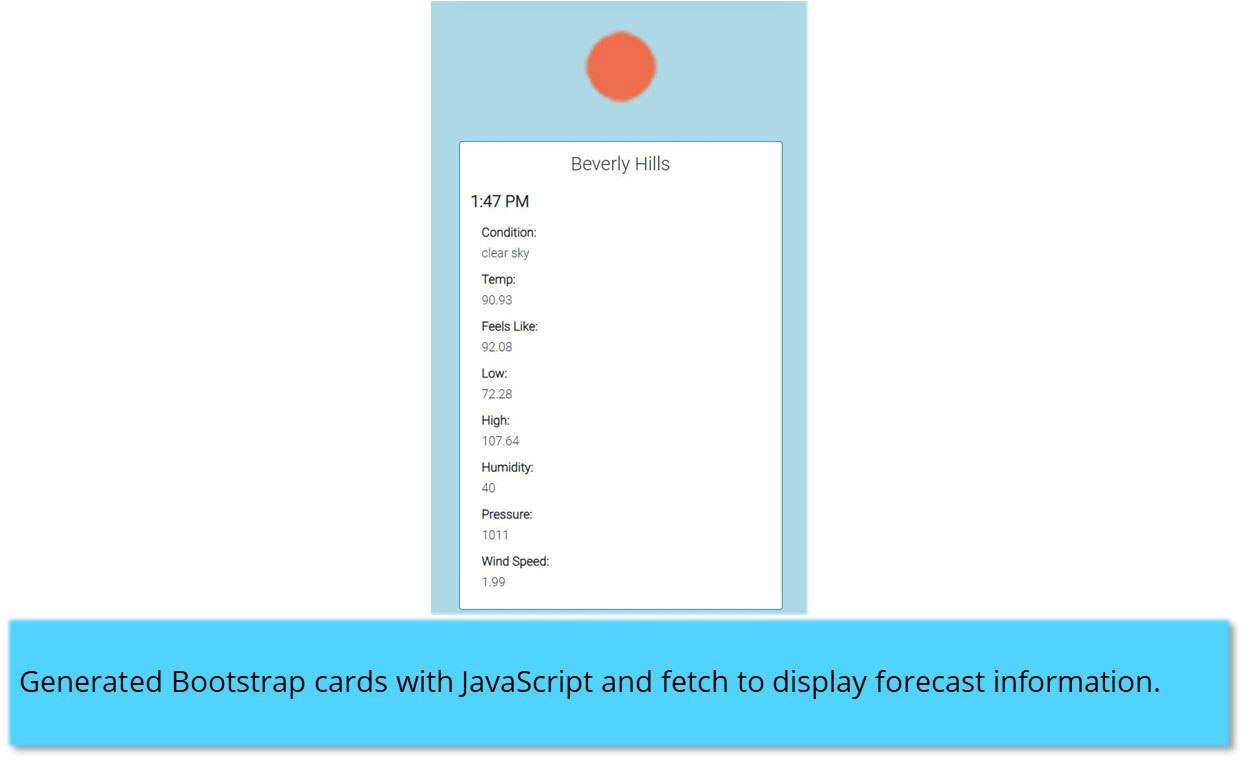 Beverly Hills
1:47 PM
Condition:
clear sky
Temp:
90.93
Feels Like:
92.08
Low:
72.28
High:
107.64
Humidity:
40
Pressure:
1011
Wind Speed:
1.99
Generated Bootstrap cards with JavaScript and fetch to display forecast information.